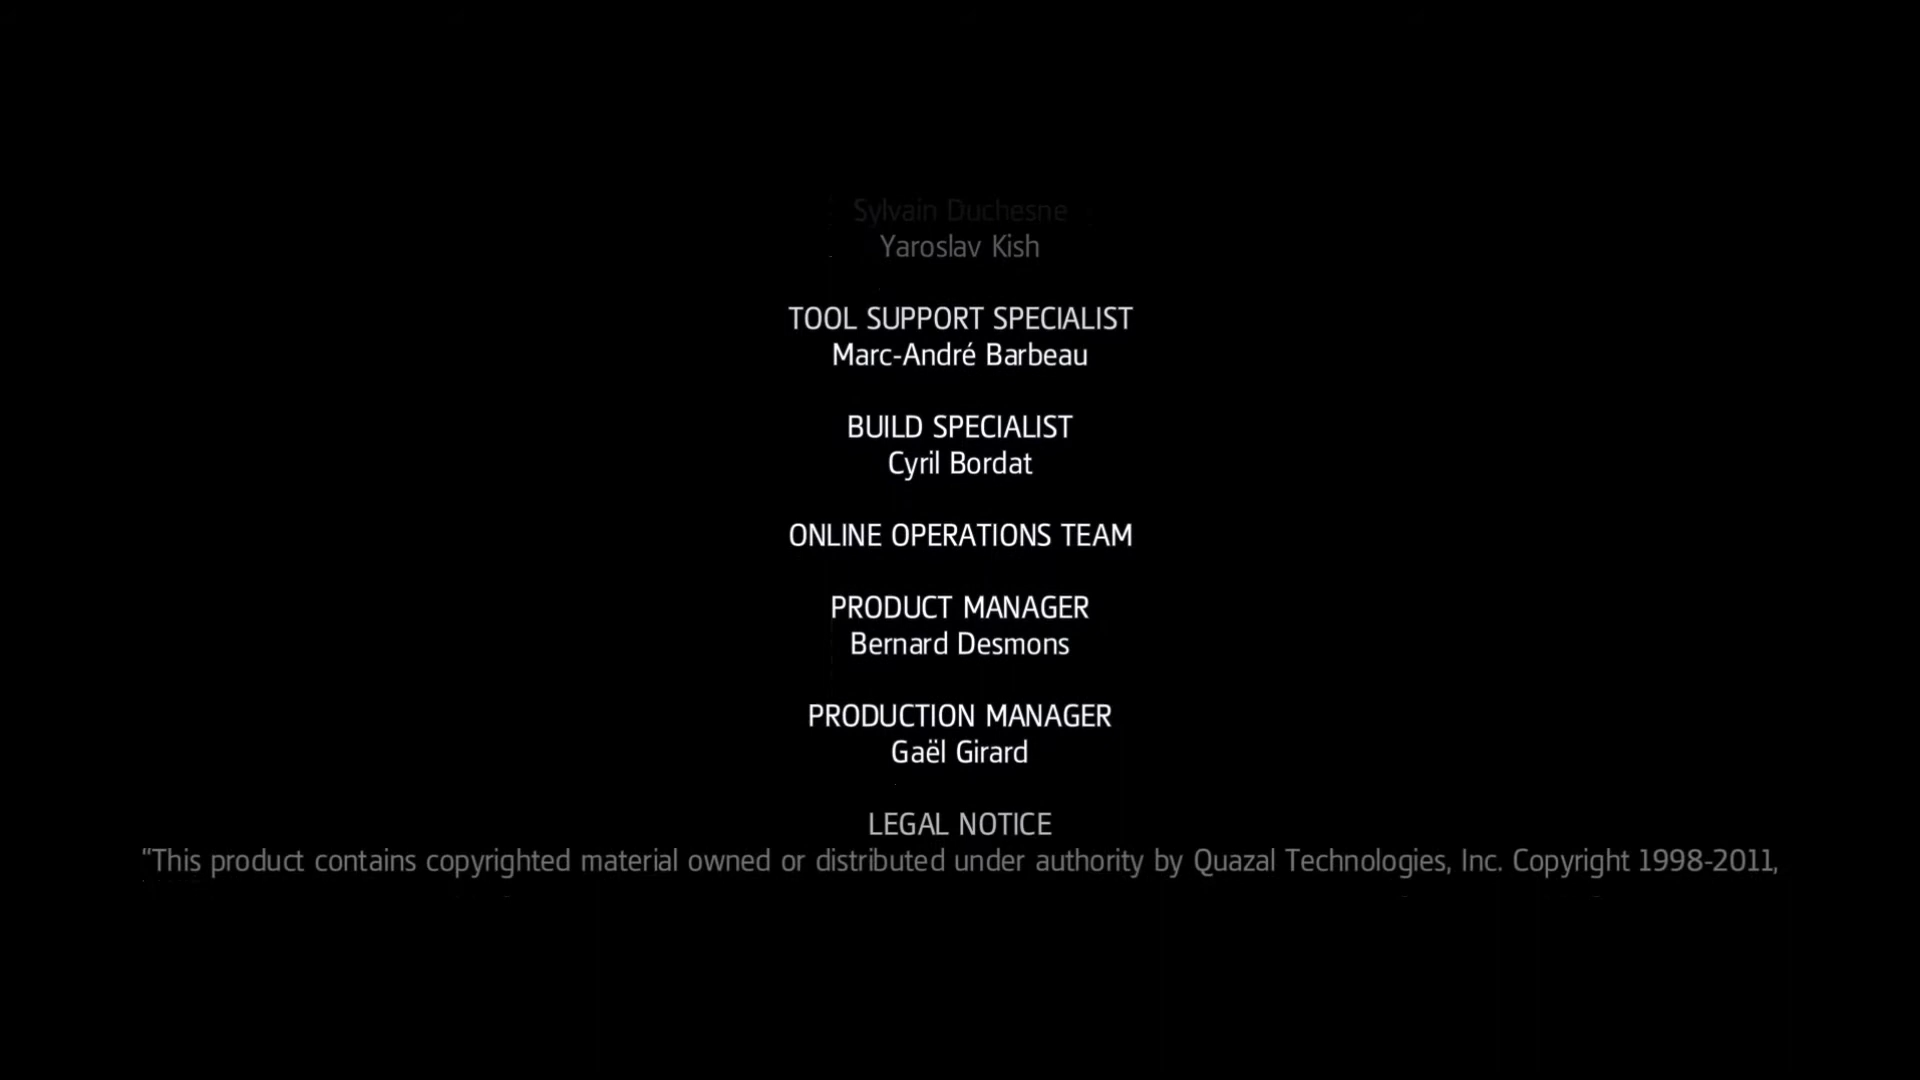 Sylvain Duchesne
Yaroslav Kish
TOOL SUPPORT SPECIALIST
Marc-André Barbeau
BUILD SPECIALIST
Cyril Bordat
ONLINE OPERATIONS TEAM
PRODUCT MANAGER
Bernard Desmons
PRODUCTION MANAGER
Gaël Girard
LEGAL NOTICE
“This product contains copyrighted material owned or distributed under authority by Quazal Technologies, Inc. Copyright 1998-2011,